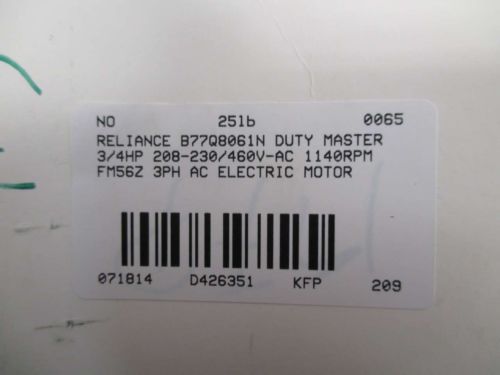 NO 251b 0065
RELIANCE B77Q8061N DUTY MASTER
3/4HP 208-230/460V-AC 1140RPM
FM56Z 3PH AC ELECTRIC MOTOR
071814 D426351 KFP 209